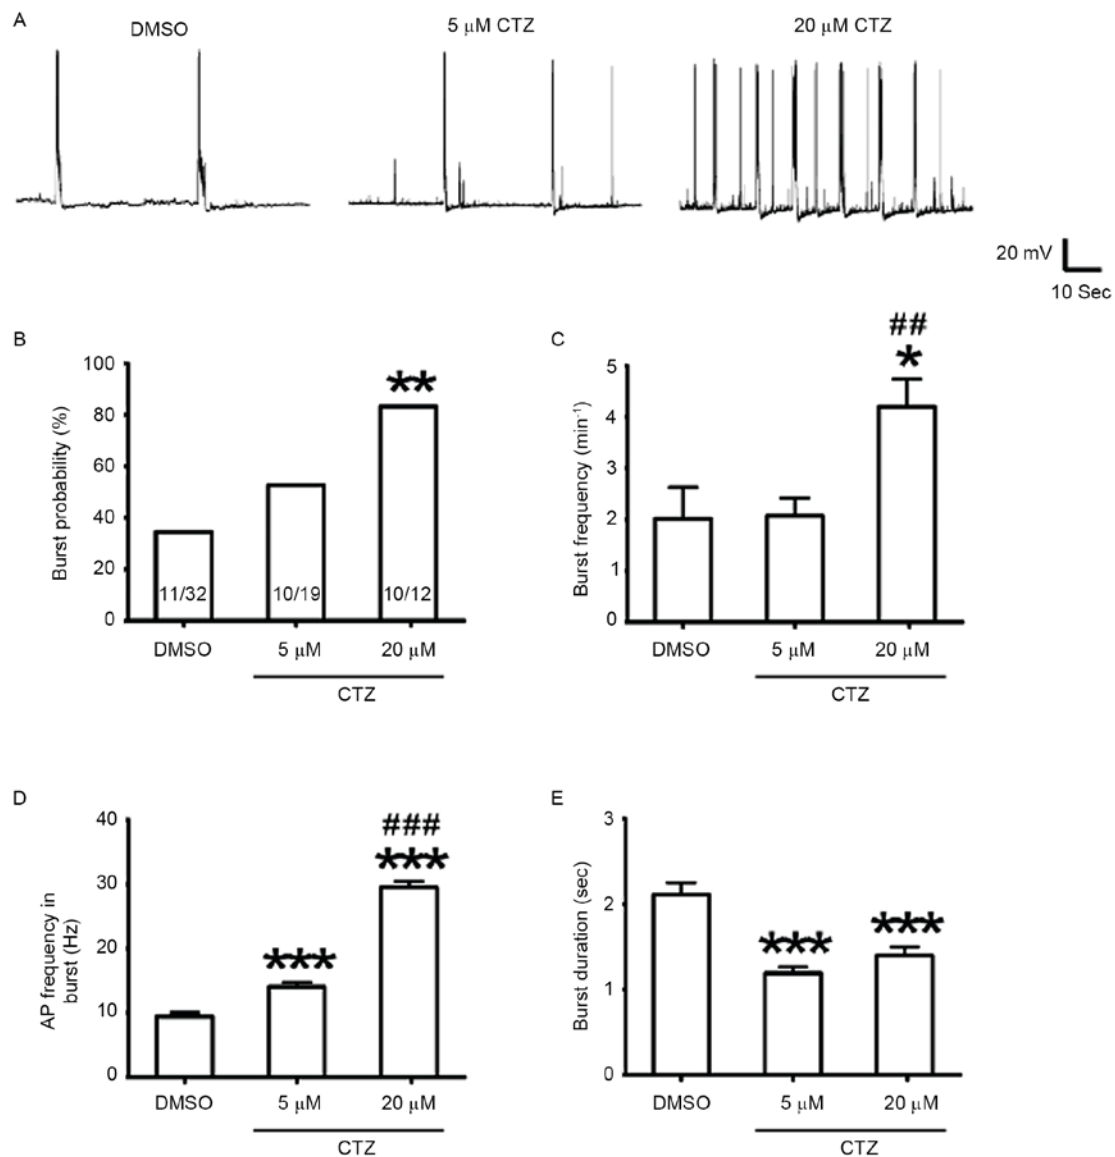 A
DMSO
5 μM CTZ
20 μM CTZ
20 mV
10 Sec
B
Burst probability (%)
100
80
60
40
20
0
**
11/32
10/19
10/12
DMSO
5 μM
20 μM
CTZ
C
Burst frequency (min⁻¹)
5
4
3
2
1
0
##
*
DMSO
5 μM
20 μM
CTZ
D
AP frequency in
burst (Hz)
40
30
20
10
0
***
###
***
DMSO
5 μM
20 μM
CTZ
E
Burst duration (sec)
3
2
1
0
***
***
DMSO
5 μM
20 μM
CTZ